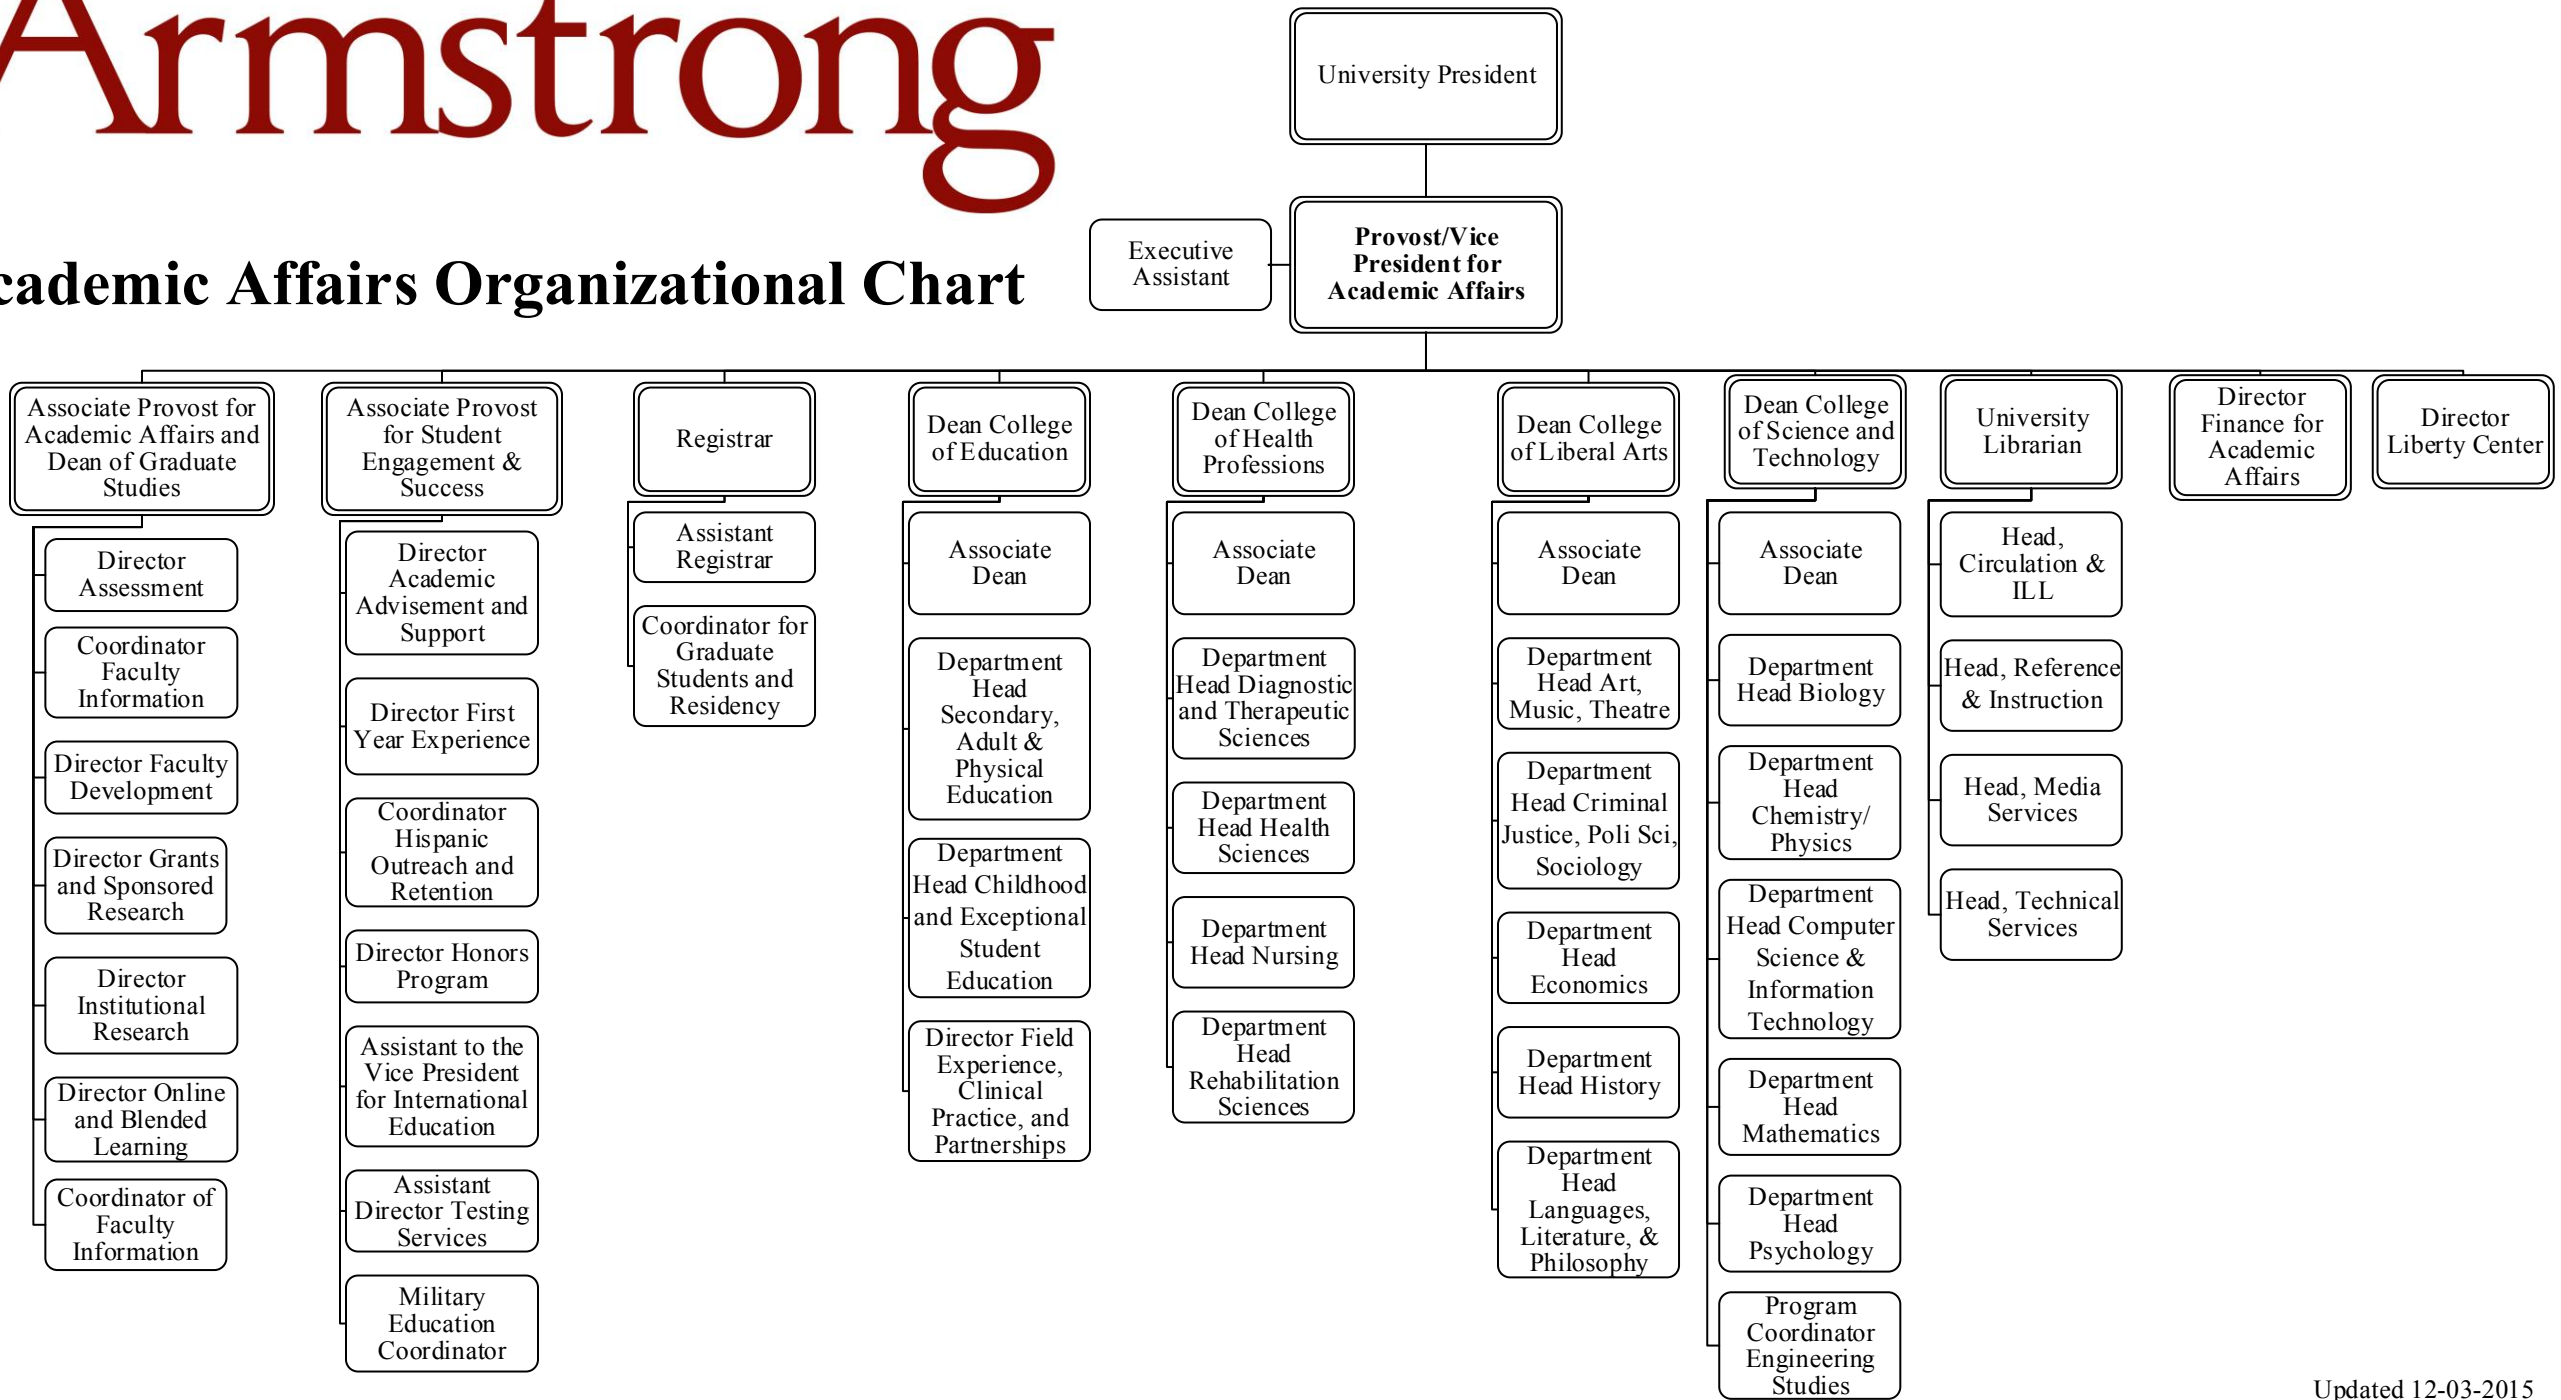 Armstrong
cademic Affairs Organizational Chart
University President
Executive
Assistant
Provost/Vice
President for
Academic Affairs
Associate Provost for
Academic Affairs and
Dean of Graduate
Studies
Director
Assessment
Coordinator
Faculty
Information
Director Faculty
Development
Director Grants
and Sponsored
Research
Director
Institutional
Research
Director Online
and Blended
Learning
Coordinator of
Faculty
Information
Associate Provost
for Student
Engagement &
Success
Director
Academic
Advisement and
Support
Director First
Year Experience
Coordinator
Hispanic
Outreach and
Retention
Director Honors
Program
Assistant to the
Vice President
for International
Education
Assistant
Director Testing
Services
Military
Education
Coordinator
Registrar
Assistant
Registrar
Coordinator for
Graduate
Students and
Residency
Dean College
of Education
Associate
Dean
Department
Head
Secondary,
Adult &
Physical
Education
Department
Head Childhood
and Exceptional
Student
Education
Director Field
Experience,
Clinical
Practice, and
Partnerships
Dean College
of Health
Professions
Associate
Dean
Department
Head Diagnostic
and Therapeutic
Sciences
Department
Head Health
Sciences
Department
Head Nursing
Department
Head
Rehabilitation
Sciences
Dean College
of Liberal Arts
Associate
Dean
Department
Head Art,
Music, Theatre
Department
Head Criminal
Justice, Poli Sci,
Sociology
Department
Head
Economics
Department
Head History
Department
Head
Languages,
Literature, &
Philosophy
Dean College
of Science and
Technology
Associate
Dean
Department
Head Biology
Department
Head
Chemistry/
Physics
Department
Head Computer
Science &
Information
Technology
Department
Head
Mathematics
Department
Head
Psychology
Program
Coordinator
Engineering
Studies
University
Librarian
Head,
Circulation &
ILL
Head, Reference
& Instruction
Head, Media
Services
Head, Technical
Services
Director
Finance for
Academic
Affairs
Director
Liberty Center
Updated 12-03-2015